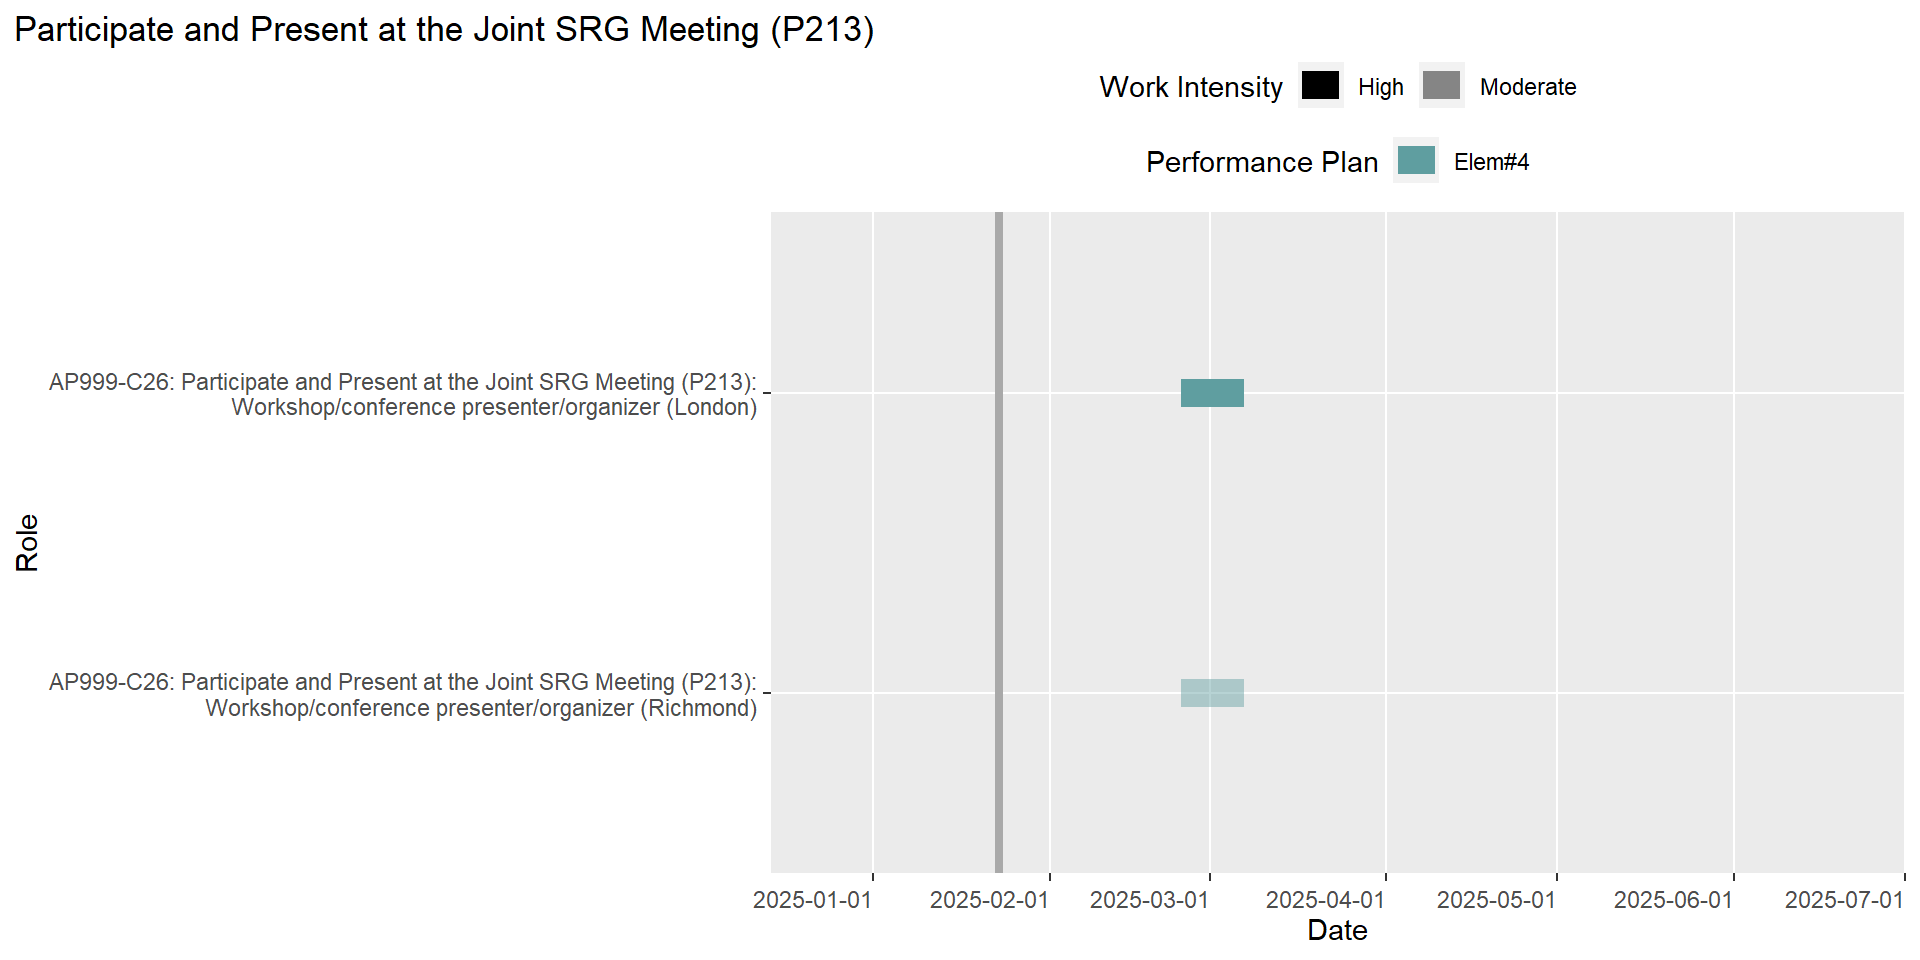 Participate and Present at the Joint SRG Meeting (P213)
Work Intensity High Moderate
Performance Plan Elem#4
AP999-C26: Participate and Present at the Joint SRG Meeting (P213):
Workshop/conference presenter/organizer (London)
Role
AP999-C26: Participate and Present at the Joint SRG Meeting (P213):
Workshop/conference presenter/organizer (Richmond)
2025-01-01 2025-02-01 2025-03-01 2025-04-01 2025-05-01 2025-06-01 2025-07-01
Date